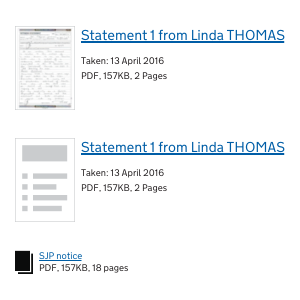 Statement 1 from Linda THOMAS
Taken: 13 April 2016
PDF, 157KB, 2 Pages
Statement 1 from Linda THOMAS
Taken: 13 April 2016
PDF, 157KB, 2 Pages
SJP notice
PDF, 157KB, 18 pages